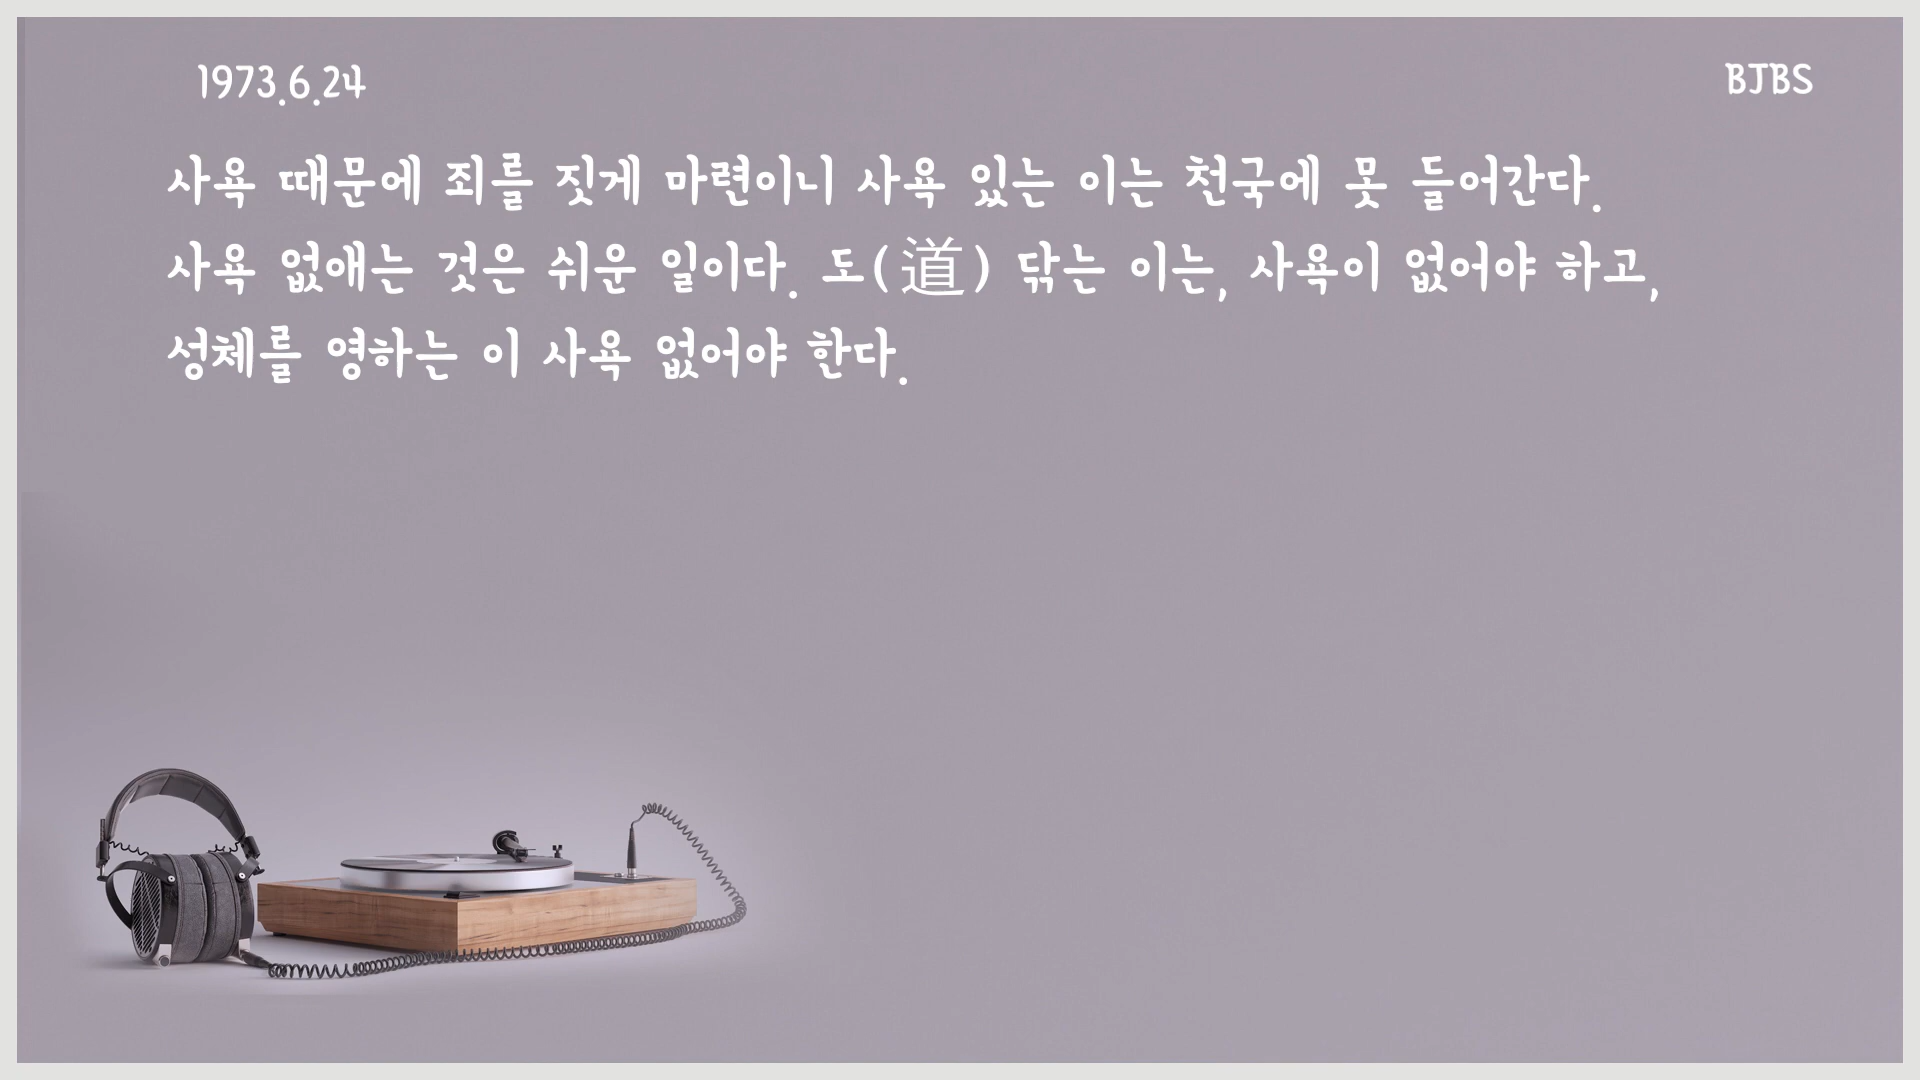 1973.6.24
BJBS
사욕 때문에 죄를 짓게 마련이니 사욕 있는 이는 천국에 못 들어간다.
사욕 없애는 것은 쉬운 일이다. 도(道) 닦는 이는, 사욕이 없어야 하고,
성체를 영하는 이 사욕 없어야 한다.